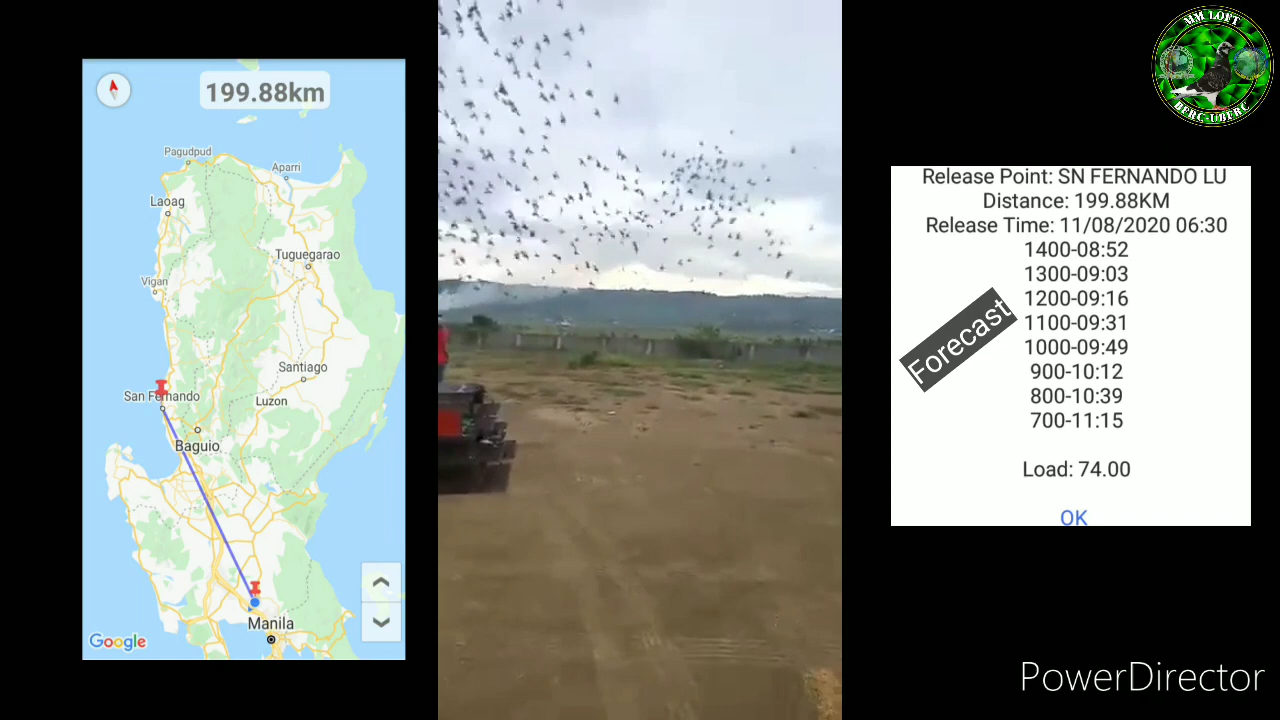 199.88km
Pagudpud
Aparri
Laoag
Tuguegarao
Vigan
Santiago
San Fernando
Luzon
Baguio
Manila
Google
MM LOFT
BPRC-UBPRC
Release Point: SN FERNANDO LU
Distance: 199.88KM
Release Time: 11/08/2020 06:30
1400-08:52
1300-09:03
1200-09:16
1100-09:31
1000-09:49
900-10:12
800-10:39
700-11:15
Forecast
Load: 74.00
OK
PowerDirector